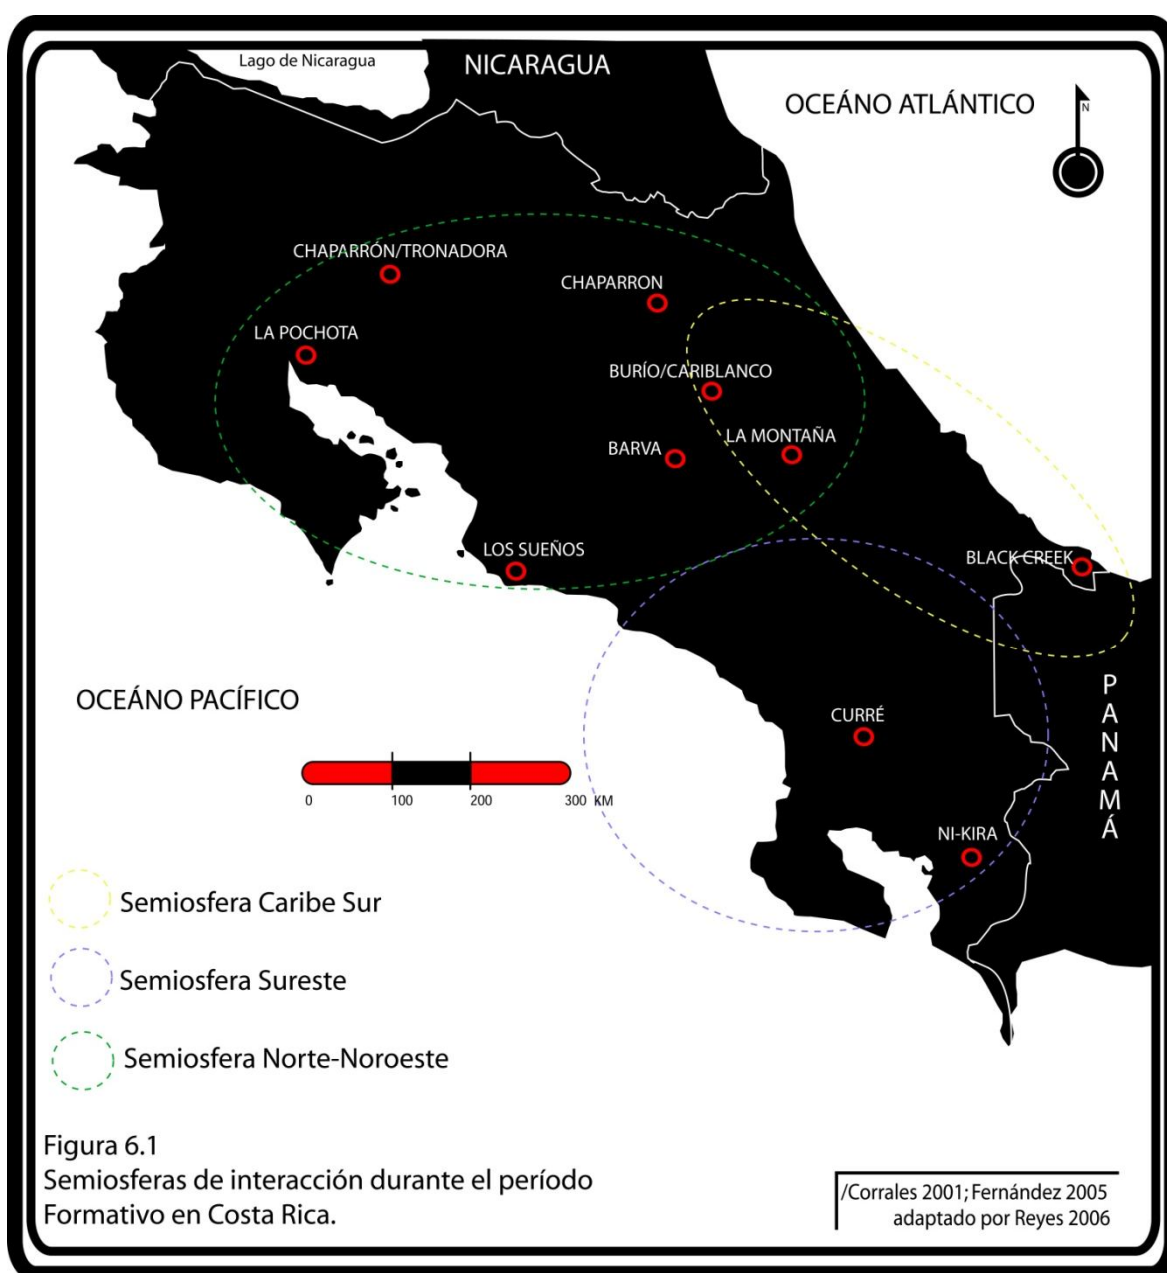 Lago de Nicaragua
NICARAGUA
OCEÁNO ATLÁNTICO
N
CHAPARRÓN/TRONADORA
CHAPARRON
LA POCHOTA
BURÍO/CARIBLANCO
BARVA
LA MONTAÑA
LOS SUEÑOS
BLACK CREEK
OCEÁNO PACÍFICO
CURRÉ
PANAMÁ
0 100 200 300 KM
NI-KIRA
Semiosfera Caribe Sur
Semiosfera Sureste
Semiosfera Norte-Noroeste
Figura 6.1
Semiosferas de interacción durante el período
Formativo en Costa Rica.
/Corrales 2001; Fernández 2005
adaptado por Reyes 2006